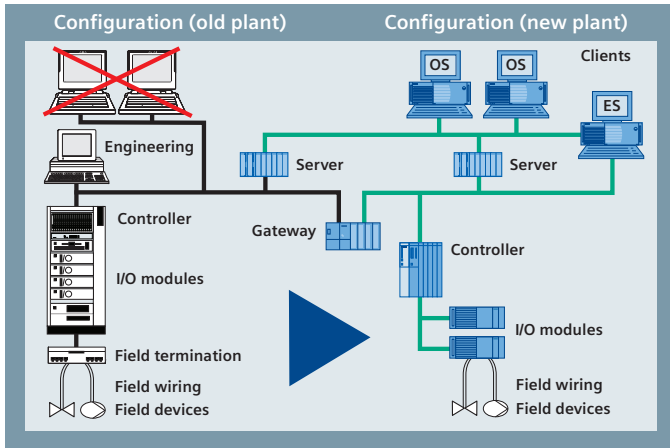 Configuration (old plant)
Configuration (new plant)
OS
OS
Clients
ES
Engineering
Server
Server
Controller
Gateway
Controller
I/O modules
I/O modules
Field termination
Field wiring
Field devices
Field wiring
Field devices